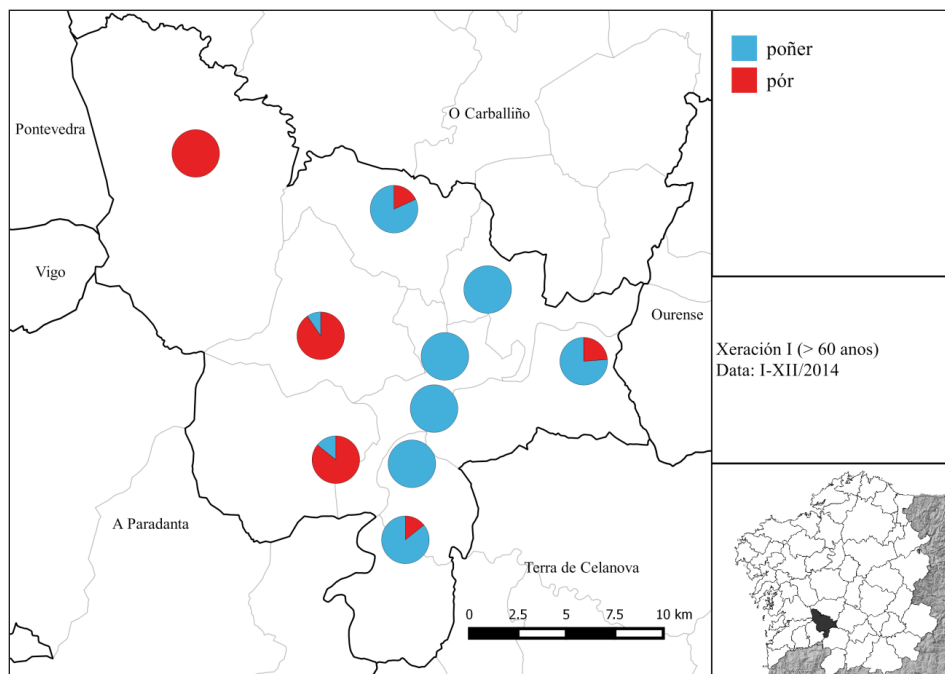 poñer
pór
O Carballiño
Pontevedra
Vigo
Ourense
Xeración I (> 60 anos)
Data: I-XII/2014
A Paradanta
Terra de Celanova
0 2.5 5 7.5 10 km